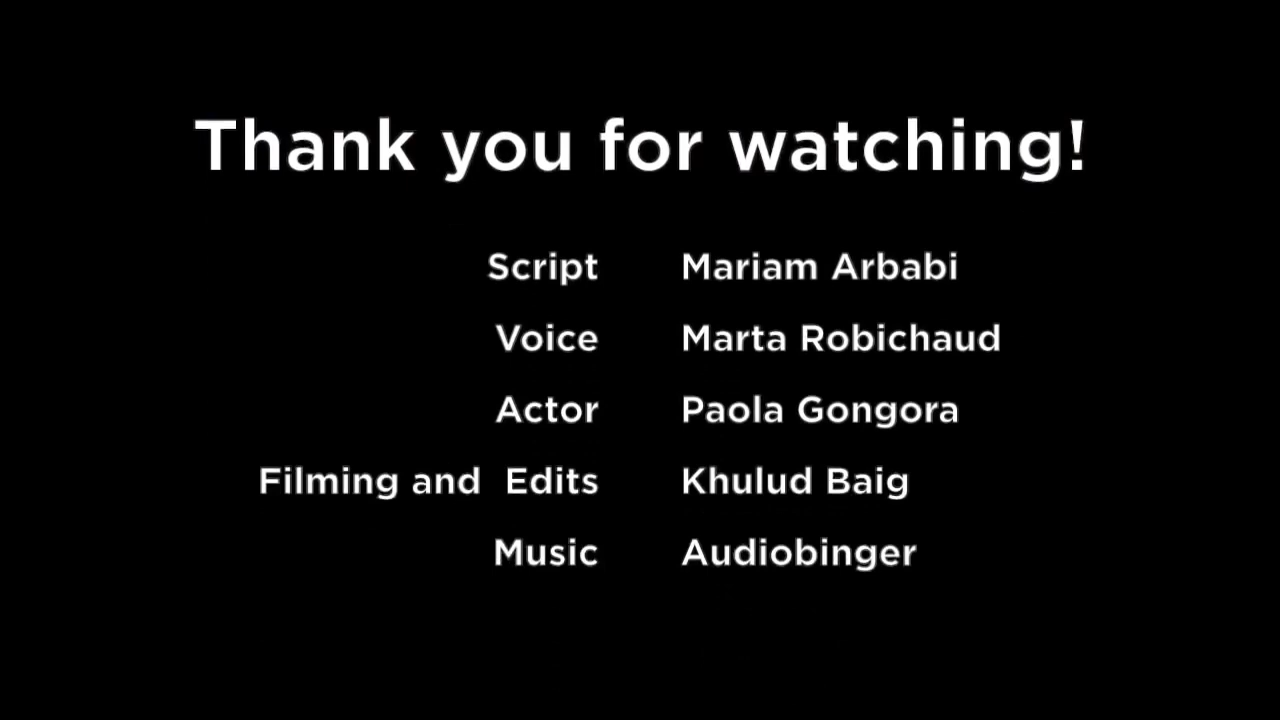 Thank you for watching!
Script Mariam Arbabi
Voice Marta Robichaud
Actor Paola Gongora
Filming and Edits Khulud Baig
Music Audiobinger